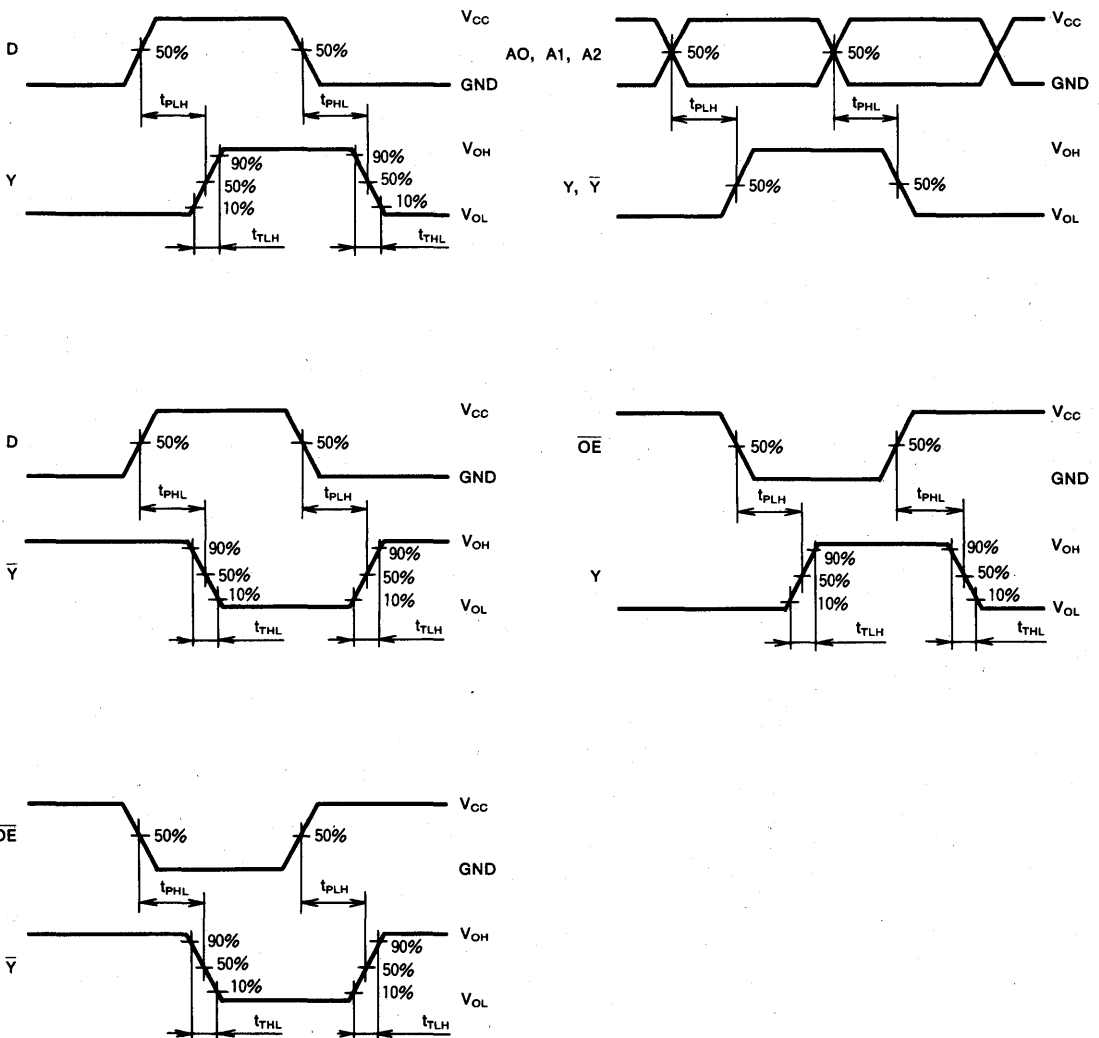 D
VCC
50%
50%
GND
tPLH
tPHL
Y
VOH
90%
50%
10%
90%
50%
10%
VOL
tTLH
tTHL
A0, A1, A2
VCC
50%
50%
GND
tPLH
tPHL
Y, Y̅
VOH
50%
50%
VOL
D
VCC
50%
50%
GND
tPHL
tPLH
Y̅
VOH
90%
50%
10%
90%
50%
10%
VOL
tTHL
tTLH
O̅E̅
VCC
50%
50%
GND
tPLH
tPHL
Y
VOH
90%
50%
10%
90%
50%
10%
VOL
tTLH
tTHL
O̅E̅
VCC
50%
50%
GND
tPHL
tPLH
Y̅
VOH
90%
50%
10%
90%
50%
10%
VOL
tTHL
tTLH